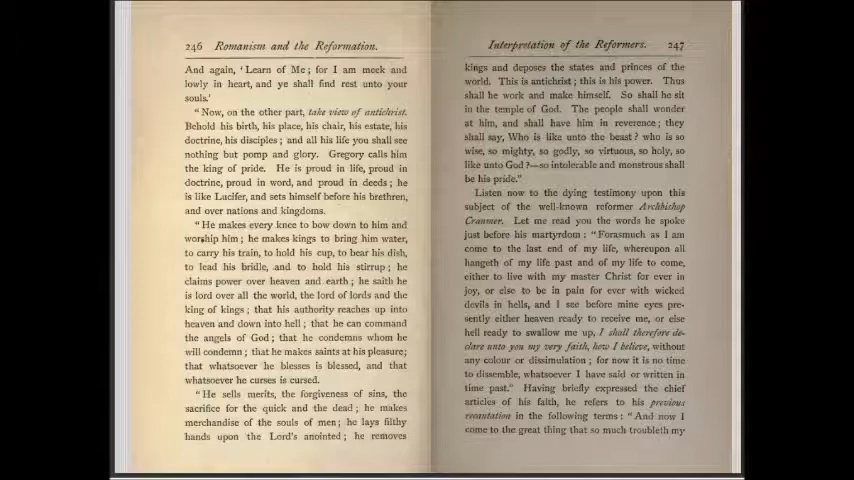 246 Romanism and the Reformation.
And again, ‘Learn of Me; for I am meek and
lowly in heart, and ye shall find rest unto your
souls.’
“Now, on the other part, take view of antichrist.
Behold his birth, his place, his chair, his estate, his
doctrine, his disciples; and all his life you shall see
nothing but pomp and glory. Gregory calls him
the king of pride. He is proud in life, proud in
doctrine, proud in word, and proud in deeds; he
is like Lucifer, and sets himself before his brethren,
and over nations and kingdoms.
“He makes every knee to bow down to him and
worship him; he makes kings to bring him water,
to carry his train, to hold his cup, to bear his dish,
to lead his bridle, and to hold his stirrup; he
claims power over heaven and earth; he saith he
is lord over all the world, the lord of lords and the
king of kings; that his authority reaches up into
heaven and down into hell; that he can command
the angels of God; that he condemns whom he
will condemn; that he makes saints at his pleasure;
that whatsoever he blesses is blessed, and that
whatsoever he curses is cursed.
“He sells merits, the forgiveness of sins, the
sacrifice for the quick and the dead; he makes
merchandise of the souls of men; he lays filthy
hands upon the Lord’s anointed; he removes
Interpretation of the Reformers. 247
kings and deposes the states and princes of the
world. This is antichrist; this is his power. Thus
shall he work and make himself. So shall he sit
in the temple of God. The people shall wonder
at him, and shall have him in reverence; they
shall say, Who is like unto the beast? who is so
wise, so mighty, so godly, so virtuous, so holy, so
like unto God?—so intolerable and monstrous shall
be his pride.”
Listen now to the dying testimony upon this
subject of the well-known reformer Archbishop
Cranmer. Let me read you the words he spoke
just before his martyrdom: “Forasmuch as I am
come to the last end of my life, whereupon all
hangeth of my life past and of my life to come,
either to live with my master Christ for ever in
joy, or else to be in pain for ever with wicked
devils in hells, and I see before mine eyes pre-
sently either heaven ready to receive me, or else
hell ready to swallow me up, I shall therefore de-
clare unto you my very faith, how I believe, without
any colour or dissimulation; for now it is no time
to dissemble, whatsoever I have said or written in
time past.” Having briefly expressed the chief
articles of his faith, he refers to his previous
recantation in the following terms: “And now I
come to the great thing that so much troubleth my